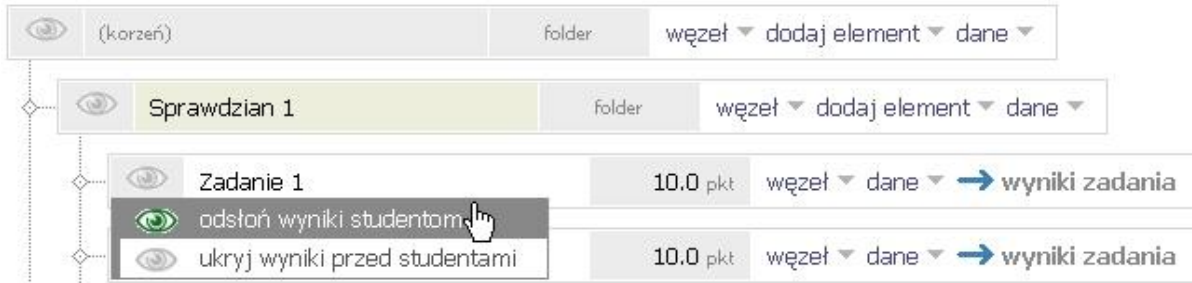 (korzeń) folder węzeł dodaj element dane
Sprawdzian 1 folder węzeł dodaj element dane
Zadanie 1 10.0 pkt węzeł dane wyniki zadania
odsłoń wyniki studentom
ukryj wyniki przed studentami 10.0 pkt węzeł dane wyniki zadania